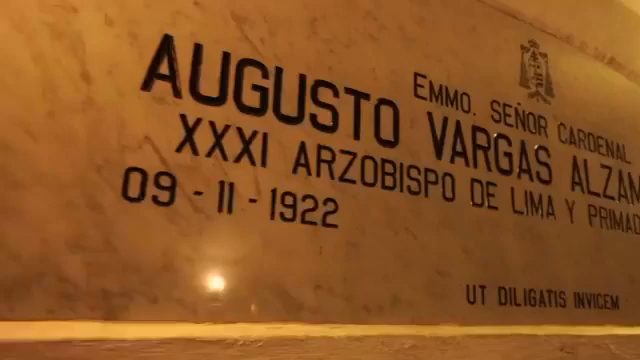 EMMO. SEÑOR CARDENAL
AUGUSTO VARGAS ALZAM
XXXI ARZOBISPO DE LIMA Y PRIMAD
09 - 11 - 1922
UT DILIGATIS INVICEM